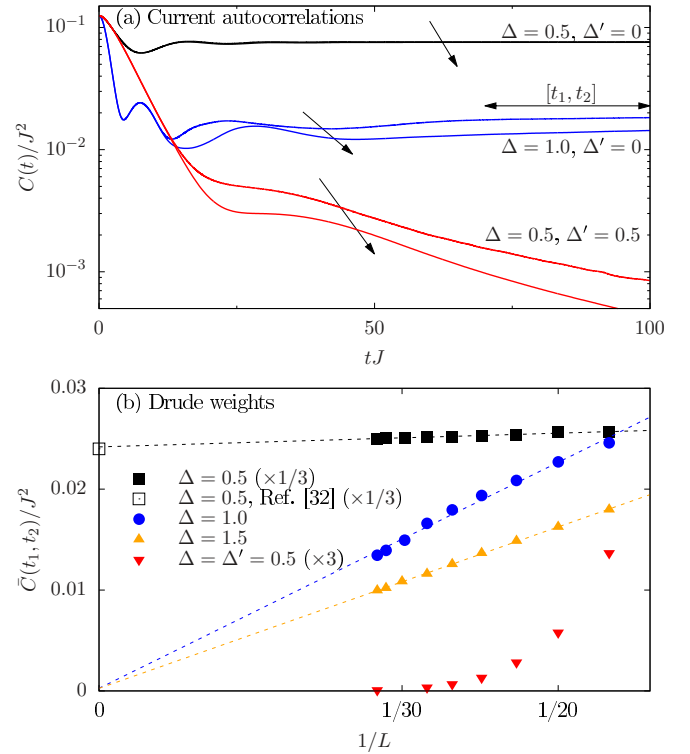 (a) Current autocorrelations
10⁻¹
10⁻²
10⁻³
C(t)/J²
Δ = 0.5, Δ′ = 0
[t₁, t₂]
Δ = 1.0, Δ′ = 0
Δ = 0.5, Δ′ = 0.5
0 50 100
tJ
(b) Drude weights
0.03
0.02
0.01
0
C̄(t₁, t₂)/J²
Δ = 0.5 (×1/3)
Δ = 0.5, Ref. [32] (×1/3)
Δ = 1.0
Δ = 1.5
Δ = Δ′ = 0.5 (×3)
0 1/30 1/20
1/L